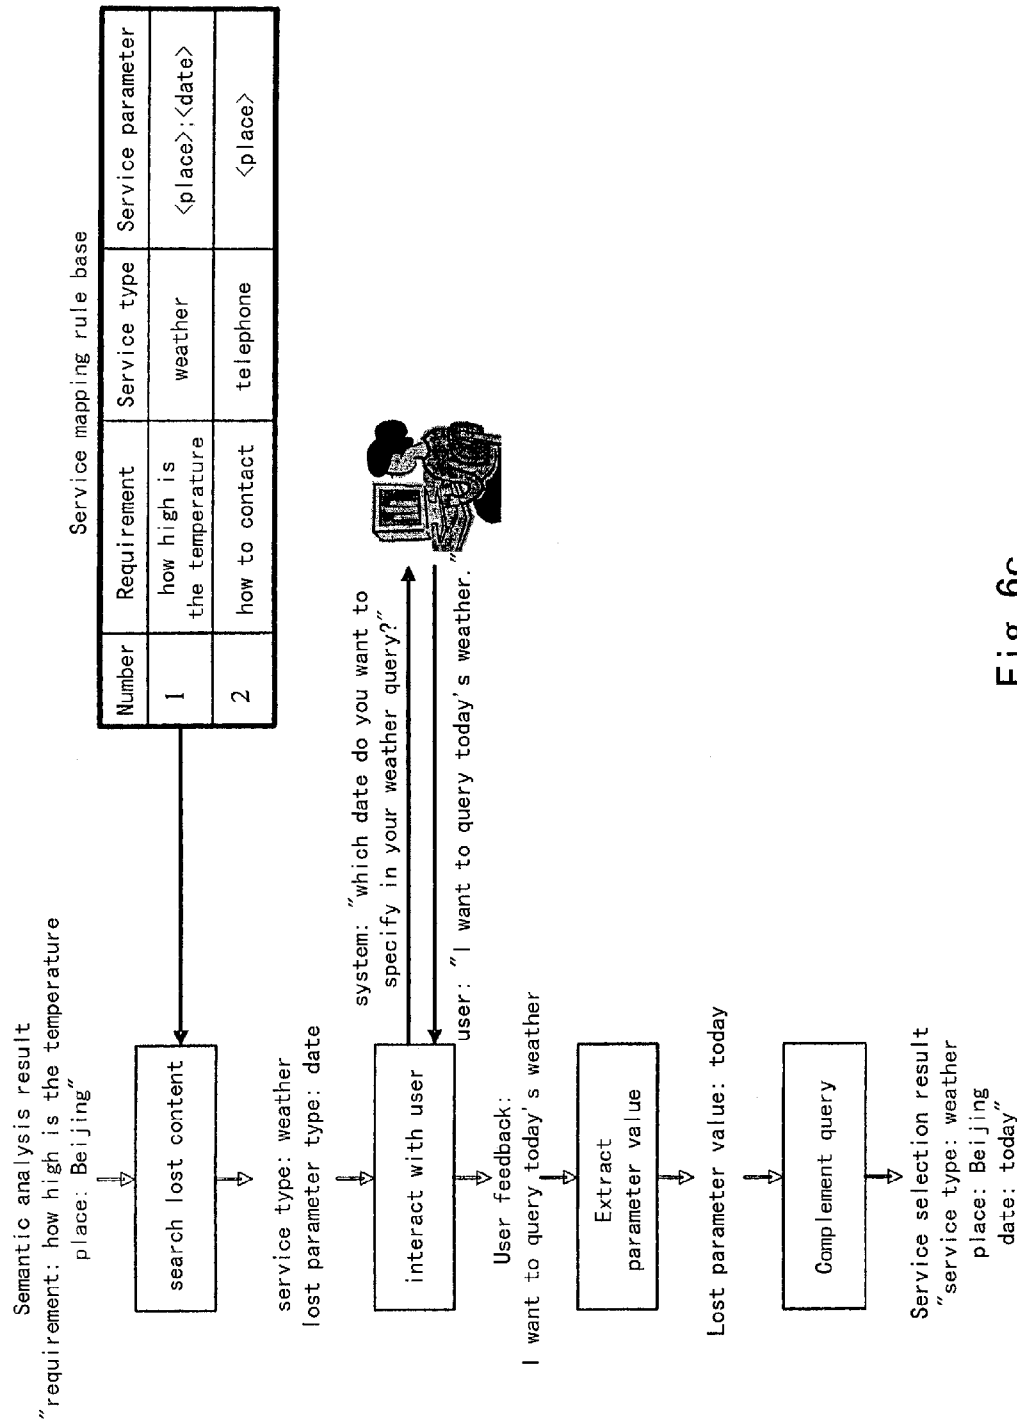 Semantic analysis result
"requirement: how high is the temperature
place: Beijing"
Service mapping rule base
Number Requirement Service type Service parameter
1 how high is the temperature weather <place>;<date>
2 how to contact telephone <place>
search lost content
service type: weather
lost parameter type: date
system: "which date do you want to
specify in your weather query?"
interact with user
user: "I want to query today's weather."
User feedback:
I want to query today's weather
Extract
parameter value
Lost parameter value: today
Complement query
Service selection result
"service type: weather
place: Beijing
date: today"
Fig 6c